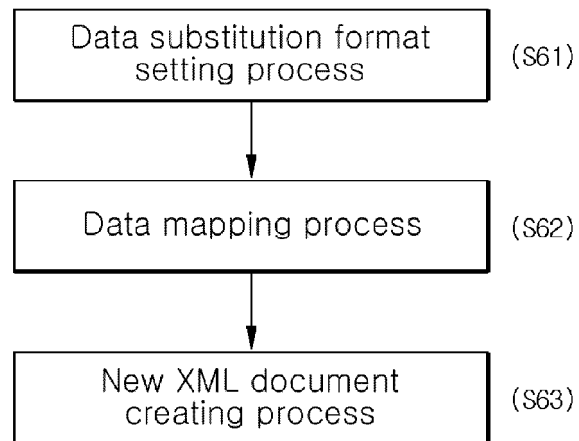 Data substitution format
setting process
(S61)
Data mapping process
(S62)
New XML document
creating process
(S63)